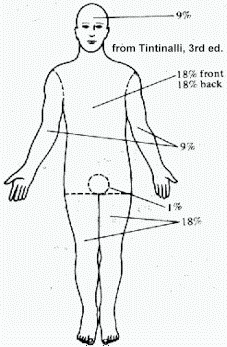 9%
from Tintinalli, 3rd ed.
18% front
18% back
9%
1%
18%